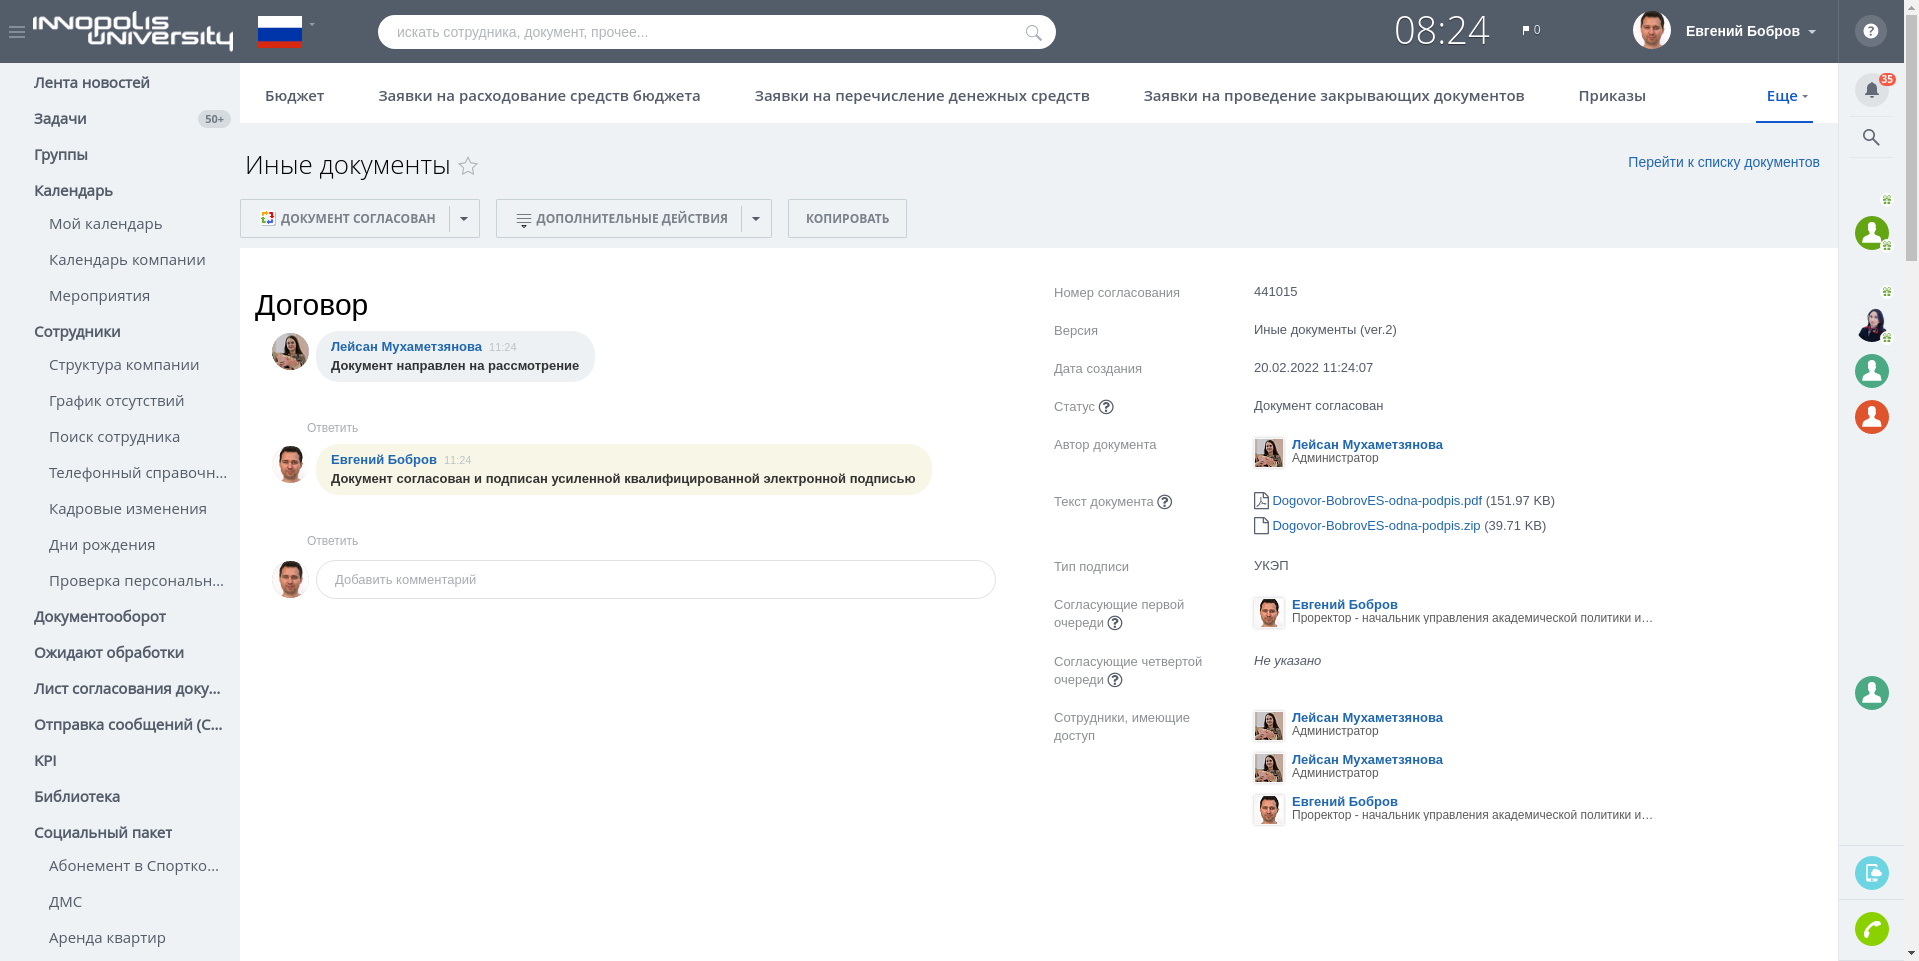 INNOPOLIS
UNIVERSITY
искать сотрудника, документ, прочее...
08:24
0
Евгений Бобров
?
35
Лента новостей
Задачи
50+
Группы
Календарь
Мой календарь
Календарь компании
Мероприятия
Сотрудники
Структура компании
График отсутствий
Поиск сотрудника
Телефонный справочн...
Кадровые изменения
Дни рождения
Проверка персональн...
Документооборот
Ожидают обработки
Лист согласования доку...
Отправка сообщений (С...
KPI
Библиотека
Социальный пакет
Абонемент в Спортко...
ДМС
Аренда квартир
Бюджет
Заявки на расходование средств бюджета
Заявки на перечисление денежных средств
Заявки на проведение закрывающих документов
Приказы
Еще
Иные документы
Перейти к списку документов
ДОКУМЕНТ СОГЛАСОВАН
ДОПОЛНИТЕЛЬНЫЕ ДЕЙСТВИЯ
КОПИРОВАТЬ
Договор
Лейсан Мухаметзянова 11:24
Документ направлен на рассмотрение
Ответить
Евгений Бобров 11:24
Документ согласован и подписан усиленной квалифицированной электронной подписью
Ответить
Добавить комментарий
Номер согласования
441015
Версия
Иные документы (ver.2)
Дата создания
20.02.2022 11:24:07
Статус ?
Документ согласован
Автор документа
Лейсан Мухаметзянова
Администратор
Текст документа ?
Dogovor-BobrovES-odna-podpis.pdf (151.97 KB)
Dogovor-BobrovES-odna-podpis.zip (39.71 KB)
Тип подписи
УКЭП
Согласующие первой
очереди ?
Евгений Бобров
Проректор - начальник управления академической политики и…
Согласующие четвертой
очереди ?
Не указано
Сотрудники, имеющие
доступ
Лейсан Мухаметзянова
Администратор
Лейсан Мухаметзянова
Администратор
Евгений Бобров
Проректор - начальник управления академической политики и…